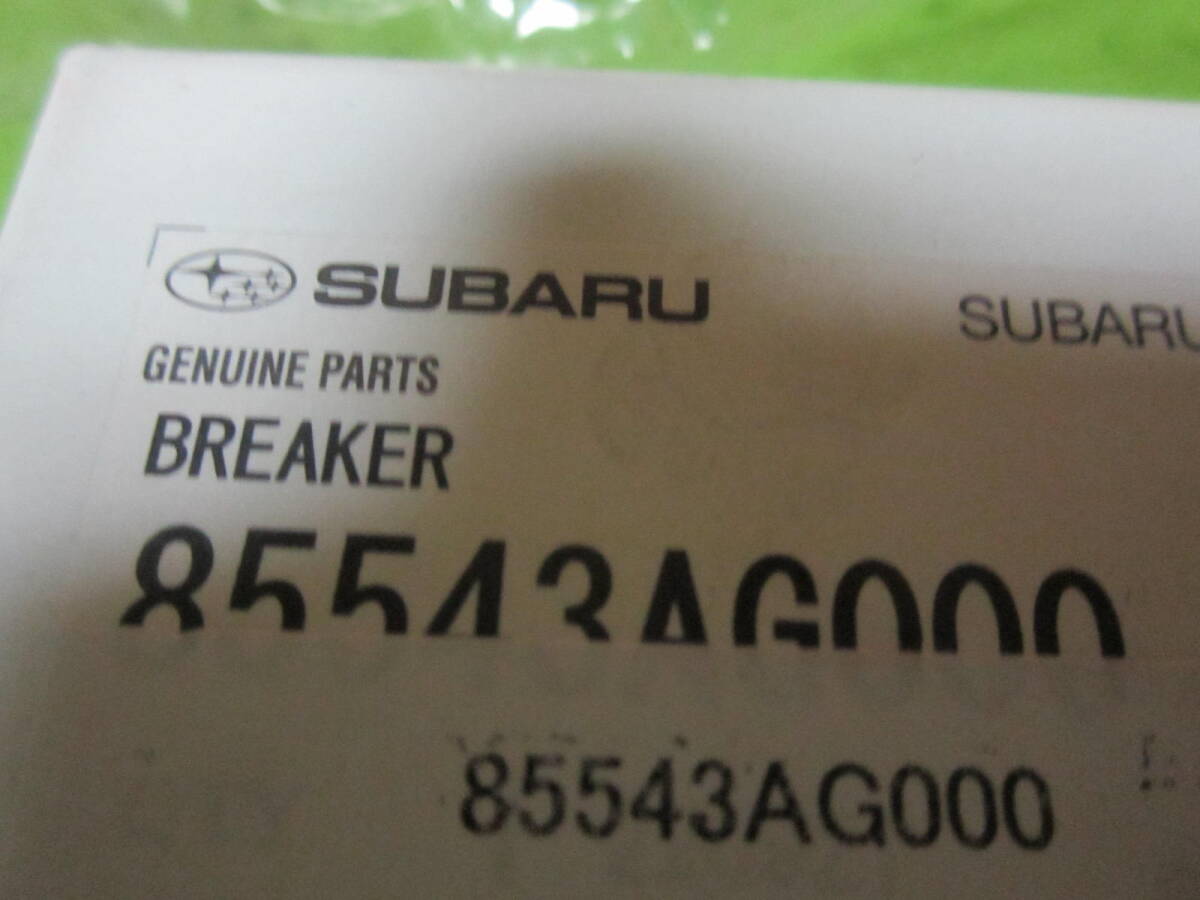 SUBARU SUBARU
GENUINE PARTS
BREAKER
85543AG000
85543AG000